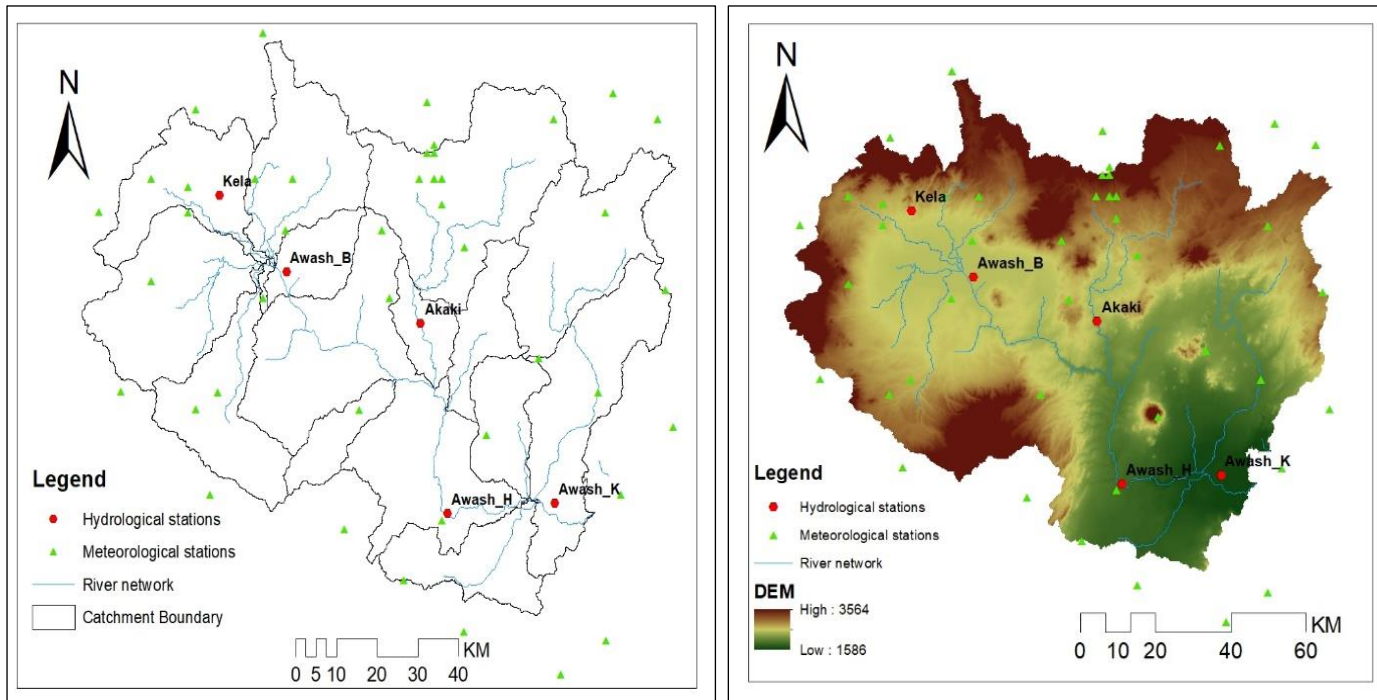 N
Kela
Awash_B
Akaki
Awash_H
Awash_K
Legend
Hydrological stations
Meteorological stations
River network
Catchment Boundary
KM
0 5 10 20 30 40
N
Kela
Awash_B
Akaki
Awash_H
Awash_K
Legend
Hydrological stations
Meteorological stations
River network
DEM
High : 3564
Low : 1586
KM
0 10 20 40 60